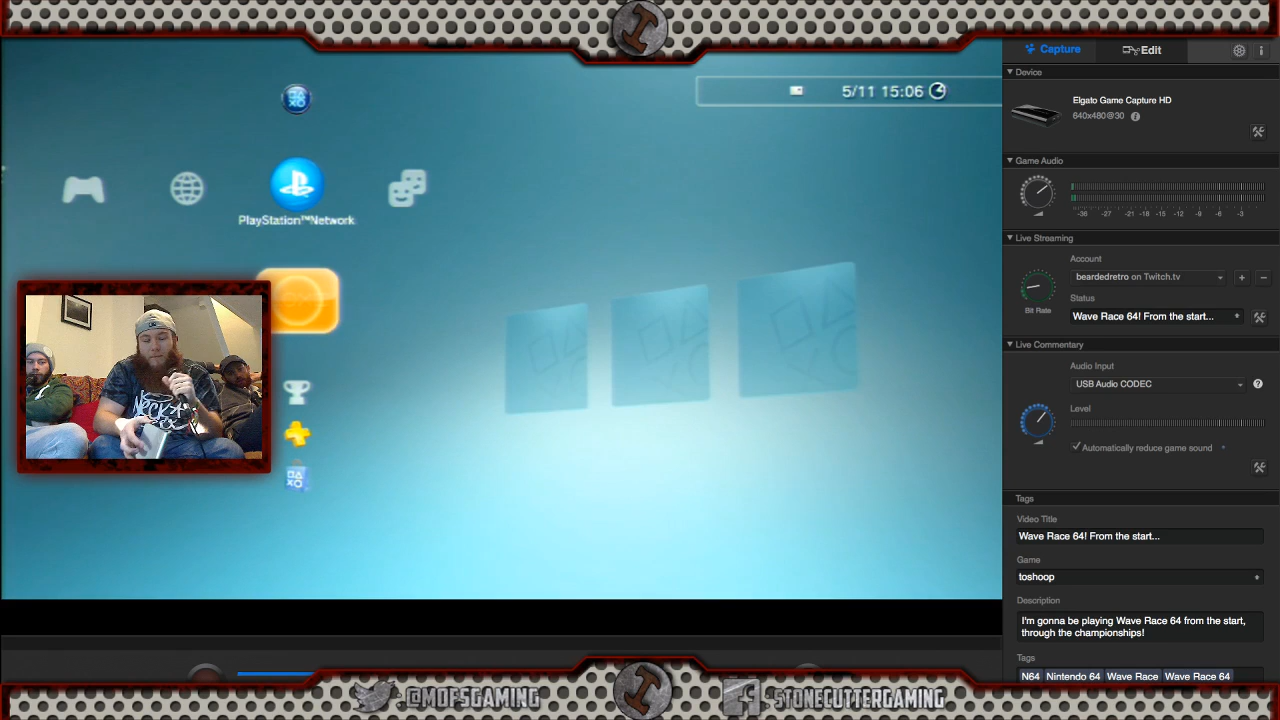 5/11 15:06
PlayStation™Network
Capture
Edit
Device
Elgato Game Capture HD
640x480@30
Game Audio
-36 -27 -21 -18 -15 -12 -9 -6 -3
Live Streaming
Account
beardedretro on Twitch.tv
Bit Rate
Status
Wave Race 64! From the start...
Live Commentary
Audio Input
USB Audio CODEC
Level
Automatically reduce game sound
Tags
Video Title
Wave Race 64! From the start...
Game
toshoop
Description
I'm gonna be playing Wave Race 64 from the start,
through the championships!
Tags
N64 Nintendo 64 Wave Race Wave Race 64
: @MOFSGAMING
: STONECUTTERGAMING